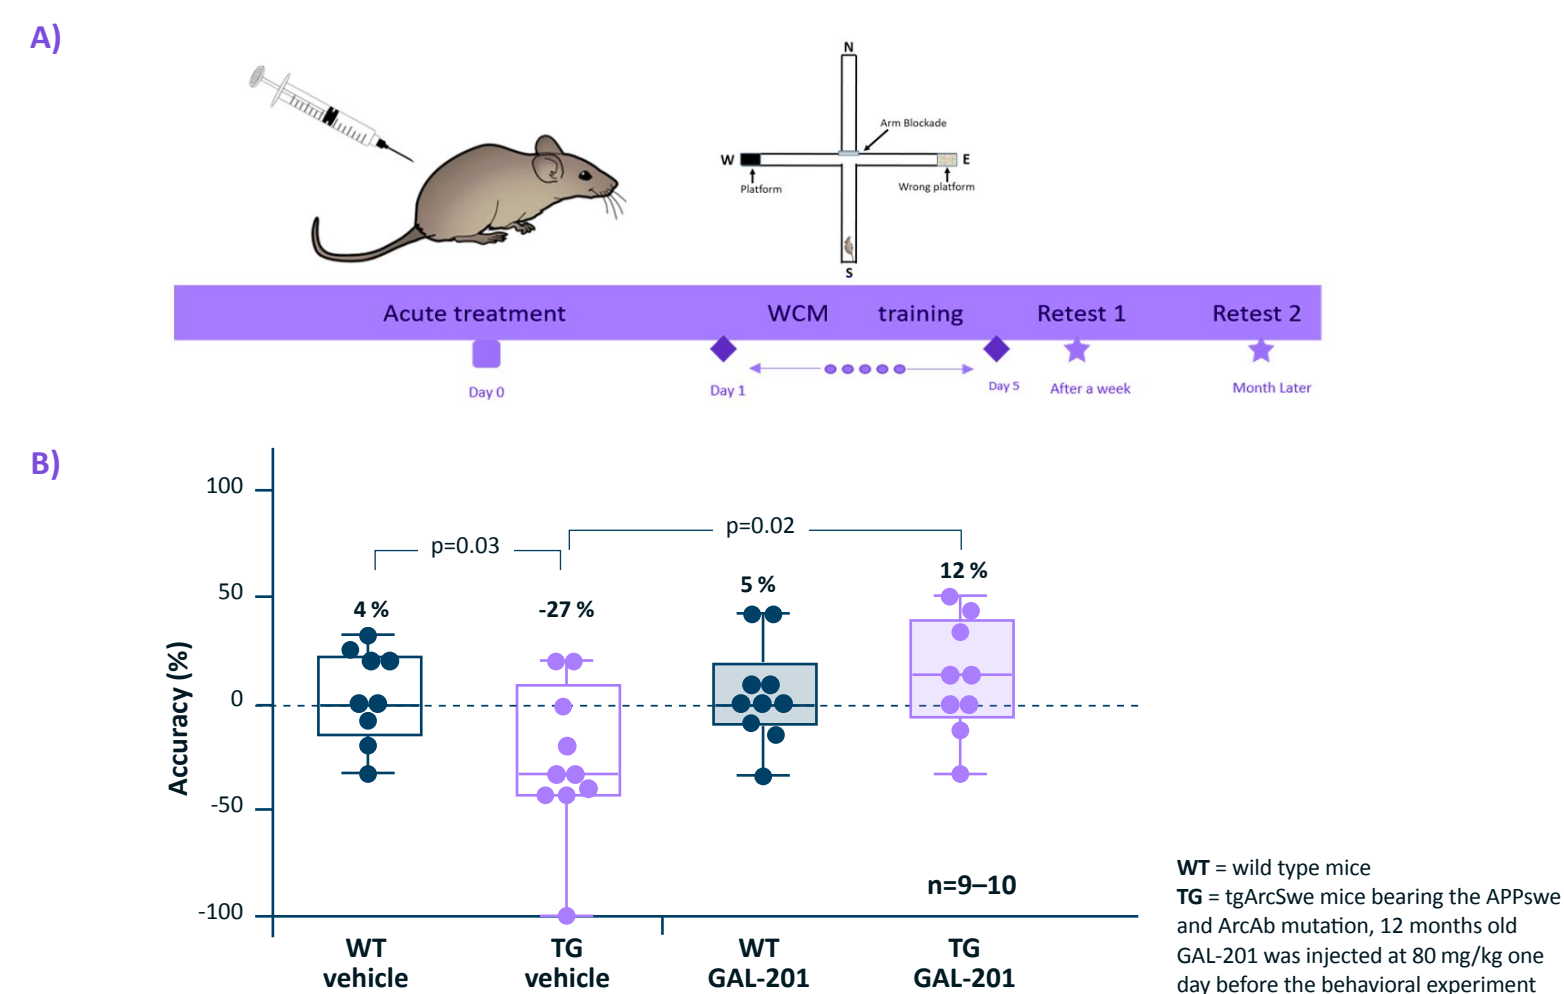 A)
N
Arm Blockade
W
E
Platform
Wrong platform
S
Acute treatment
WCM training
Retest 1
Retest 2
Day 0
Day 1
Day 5
After a week
Month Later
B)
Accuracy (%)
100
50
0
-50
-100
p=0.03
p=0.02
4 %
-27 %
5 %
12 %
n=9–10
WT
vehicle
TG
vehicle
WT
GAL-201
TG
GAL-201
WT = wild type mice
TG = tgArcSwe mice bearing the APPswe
and ArcAb mutation, 12 months old
GAL-201 was injected at 80 mg/kg one
day before the behavioral experiment